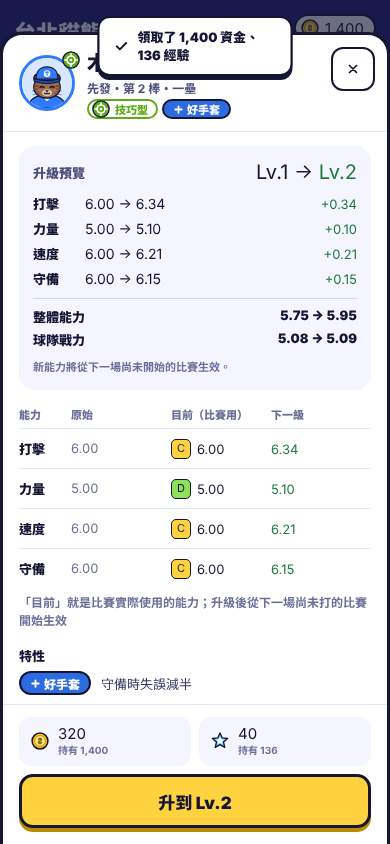 1,400
領取了 1,400 資金、
136 經驗
先發・第 2 棒・一壘
技巧型 + 好手套
升級預覽 Lv.1 → Lv.2
打擊 6.00 → 6.34 +0.34
力量 5.00 → 5.10 +0.10
速度 6.00 → 6.21 +0.21
守備 6.00 → 6.15 +0.15
整體能力 5.75 → 5.95
球隊戰力 5.08 → 5.09
新能力將從下一場尚未開始的比賽生效。
能力 原始 目前（比賽用） 下一級
打擊 6.00 C 6.00 6.34
力量 5.00 D 5.00 5.10
速度 6.00 C 6.00 6.21
守備 6.00 C 6.00 6.15
「目前」就是比賽實際使用的能力；升級後從下一場尚未打的比賽
開始生效
特性
+ 好手套 守備時失誤減半
320 40
持有 1,400 持有 136
升到 Lv.2